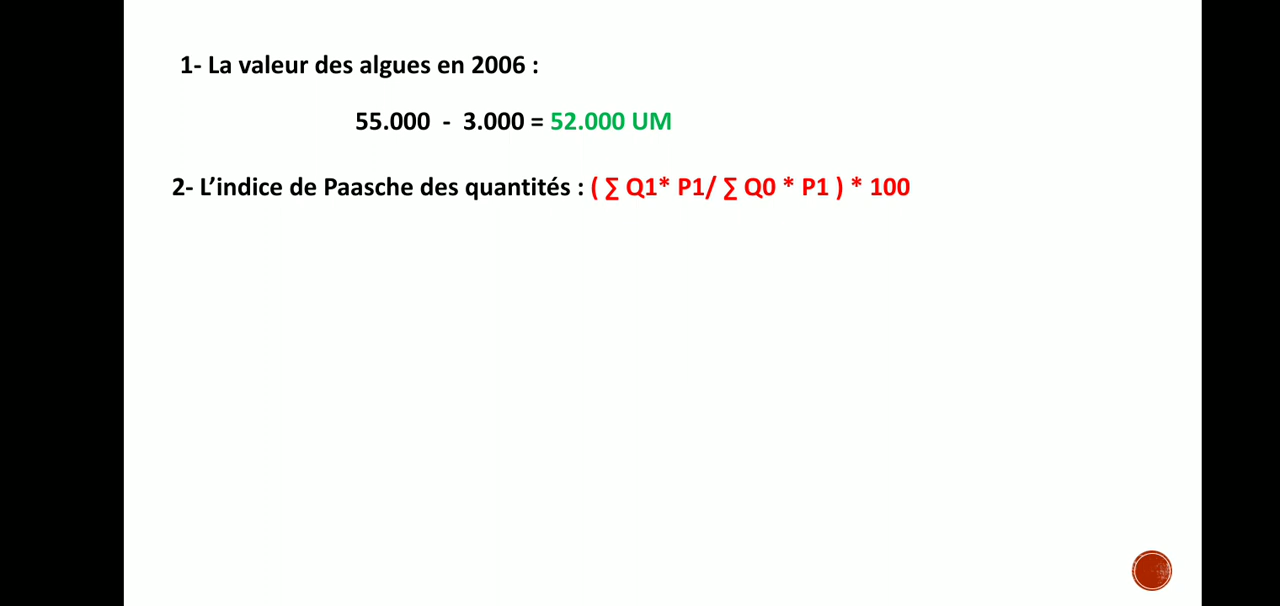 1- La valeur des algues en 2006 :
55.000 - 3.000 = 52.000 UM
2- L’indice de Paasche des quantités : ( ∑ Q1* P1/ ∑ Q0 * P1 ) * 100